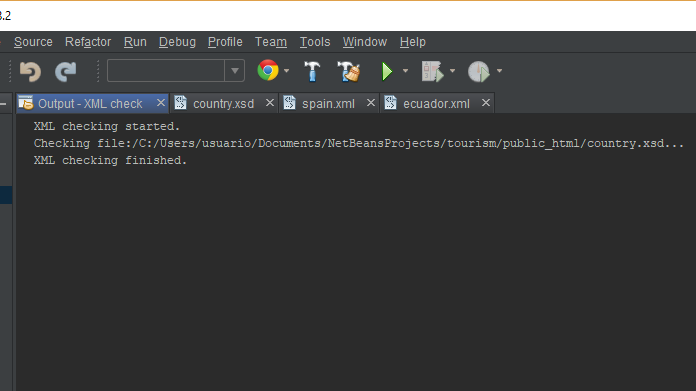 8.2
Source Refactor Run Debug Profile Team Tools Window Help
Output - XML check country.xsd spain.xml ecuador.xml
XML checking started.
Checking file:/C:/Users/usuario/Documents/NetBeansProjects/tourism/public_html/country.xsd...
XML checking finished.